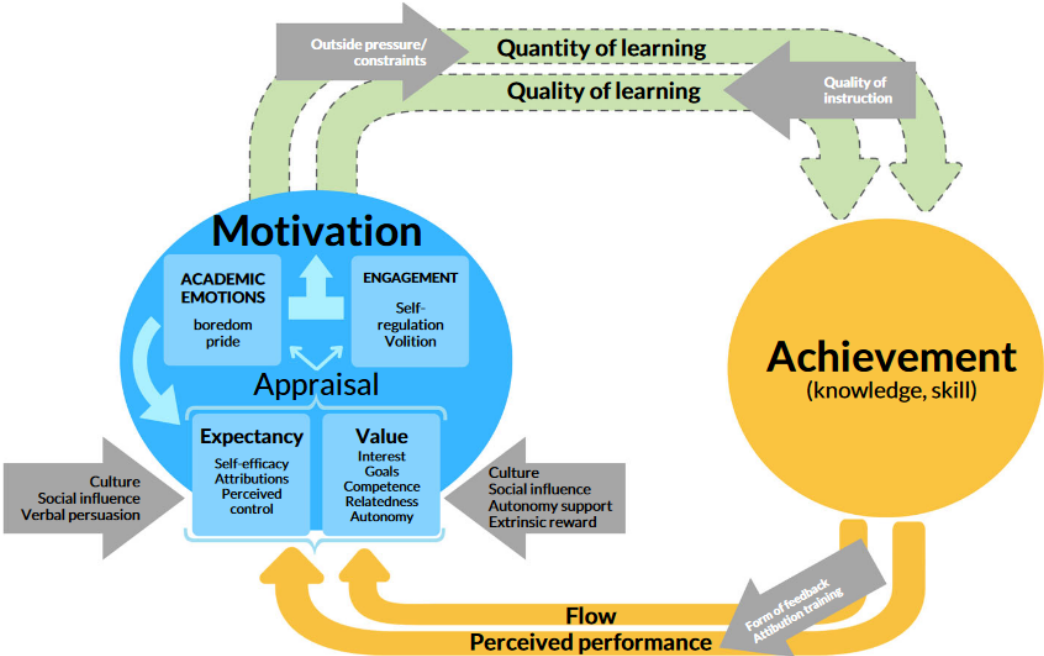 Outside pressure/
constraints
Quantity of learning
Quality of learning
Quality of
instruction
Motivation
ACADEMIC
EMOTIONS
boredom
pride
ENGAGEMENT
Self-
regulation
Volition
Appraisal
Expectancy
Self-efficacy
Attributions
Perceived
control
Value
Interest
Goals
Competence
Relatedness
Autonomy
Culture
Social influence
Verbal persuasion
Culture
Social influence
Autonomy support
Extrinsic reward
Achievement
(knowledge, skill)
Form of feedback
Attibution training
Flow
Perceived performance